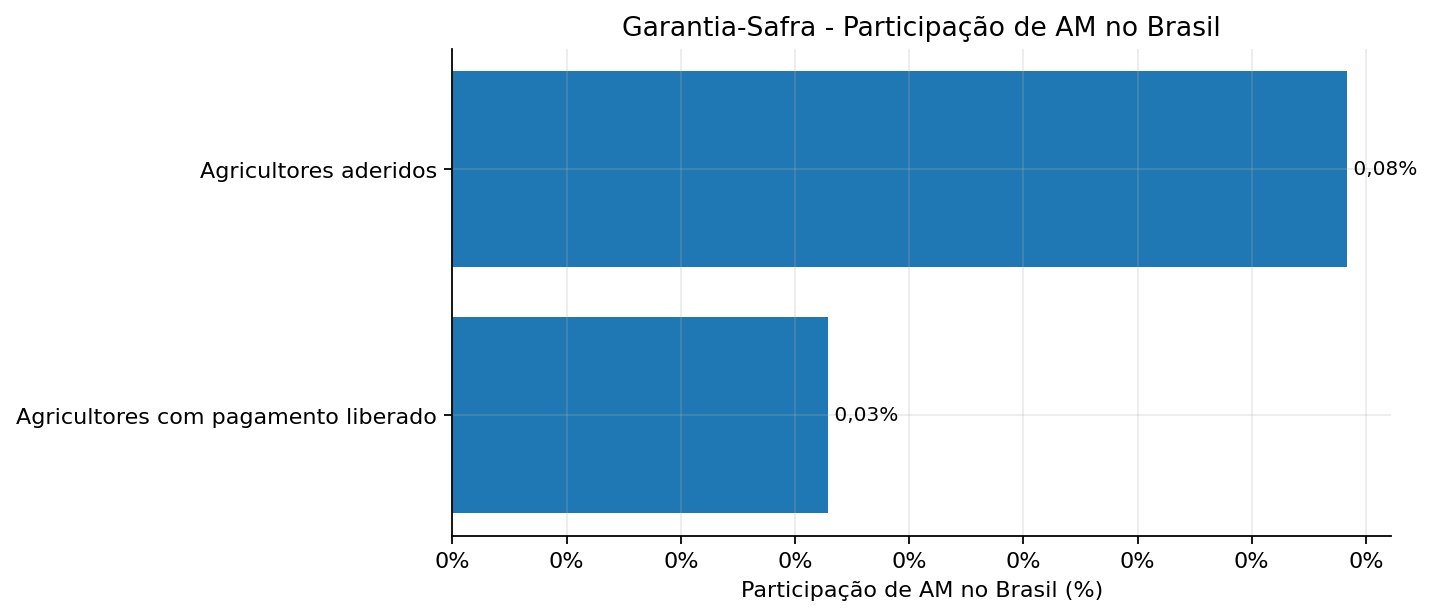 Garantia-Safra - Participação de AM no Brasil
Agricultores aderidos
0,08%
Agricultores com pagamento liberado
0,03%
0% 0% 0% 0% 0% 0% 0% 0% 0%
Participação de AM no Brasil (%)